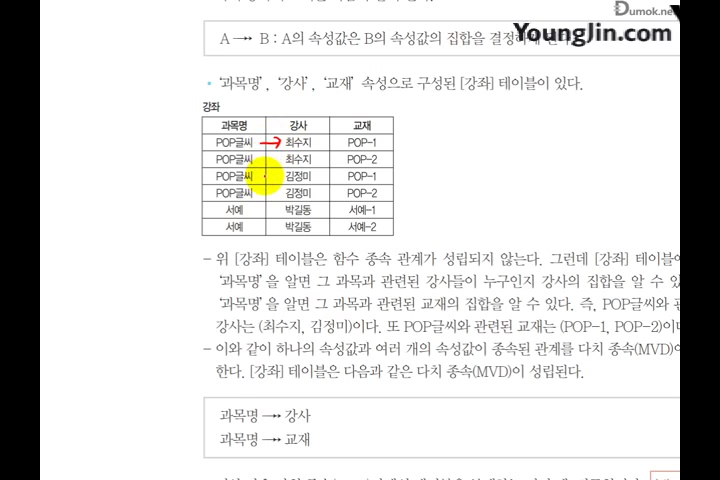 Dumok.ne
YoungJin.com
A →→ B : A의 속성값은 B의 속성값의 집합을 결정하게 된다
• ‘과목명’, ‘강사’, ‘교재’ 속성으로 구성된 [강좌] 테이블이 있다.
강좌
과목명 강사 교재
POP글씨 최수지 POP-1
POP글씨 최수지 POP-2
POP글씨 김정미 POP-1
POP글씨 김정미 POP-2
서예 박길동 서예-1
서예 박길동 서예-2
– 위 [강좌] 테이블은 함수 종속 관계가 성립되지 않는다. 그런데 [강좌] 테이블
‘과목명’을 알면 그 과목과 관련된 강사들이 누구인지 강사의 집합을 알 수
‘과목명’을 알면 그 과목과 관련된 교재의 집합을 알 수 있다. 즉, POP글씨와
강사는 (최수지, 김정미)이다. 또 POP글씨와 관련된 교재는 (POP-1, POP-2)이
– 이와 같이 하나의 속성값과 여러 개의 속성값이 종속된 관계를 다치 종속(MVD)
한다. [강좌] 테이블은 다음과 같은 다치 종속(MVD)이 성립된다.
과목명 →→ 강사
과목명 →→ 교재